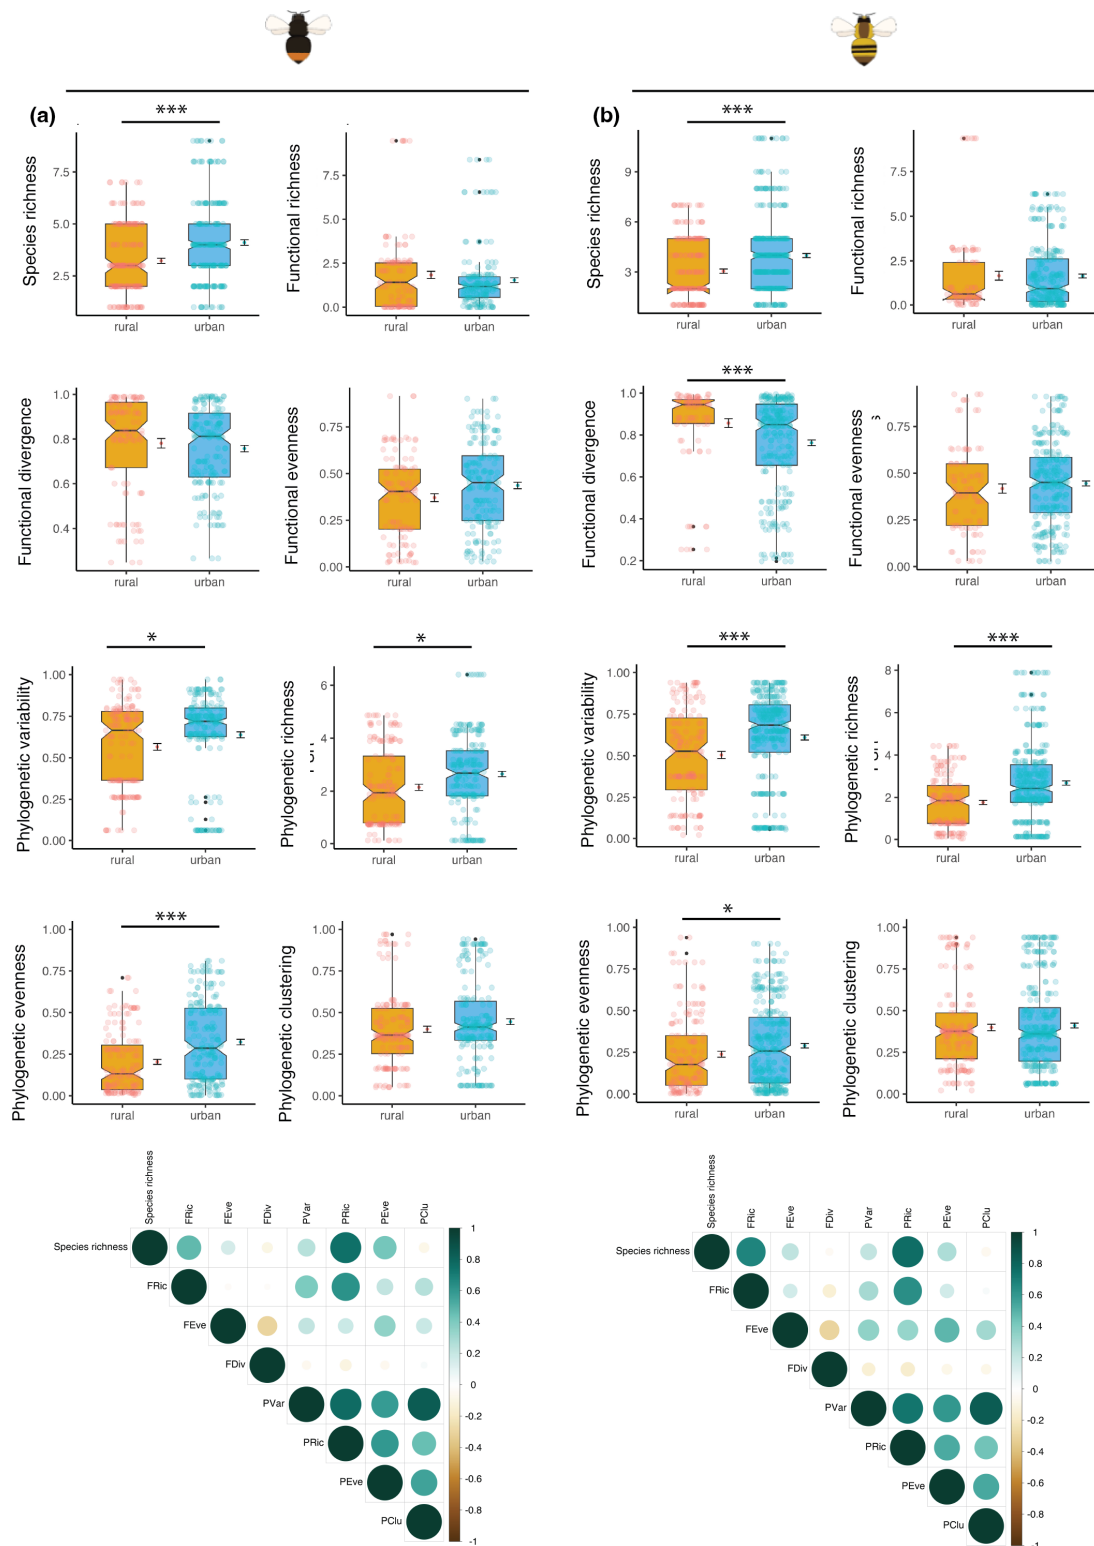 (a)
(b)
***
***
Species richness
7.5
5.0
2.5
rural
urban
Functional richness
7.5
5.0
2.5
0.0
rural
urban
Species richness
9
6
3
rural
urban
Functional richness
7.5
5.0
2.5
0.0
rural
urban
Functional divergence
1.0
0.8
0.6
0.4
rural
urban
Functional evenness
0.75
0.50
0.25
0.00
rural
urban
***
Functional divergence
1.0
0.8
0.6
0.4
0.2
rural
urban
Functional evenness
0.75
0.50
0.25
0.00
rural
urban
*
Phylogenetic variability
1.00
0.75
0.50
0.25
0.00
rural
urban
*
Phylogenetic richness
6
4
2
0
rural
urban
***
Phylogenetic variability
1.00
0.75
0.50
0.25
0.00
rural
urban
***
Phylogenetic richness
8
6
4
2
0
rural
urban
***
Phylogenetic evenness
1.00
0.75
0.50
0.25
0.00
rural
urban
Phylogenetic clustering
1.00
0.75
0.50
0.25
0.00
rural
urban
*
Phylogenetic evenness
1.00
0.75
0.50
0.25
0.00
rural
urban
Phylogenetic clustering
1.00
0.75
0.50
0.25
0.00
rural
urban
Species richness FRic FEve FDiv PVar PRic PEve PClu
Species richness
FRic
FEve
FDiv
PVar
PRic
PEve
PClu
1
0.8
0.6
0.4
0.2
0
-0.2
-0.4
-0.6
-0.8
-1
Species richness FRic FEve FDiv PVar PRic PEve PClu
Species richness
FRic
FEve
FDiv
PVar
PRic
PEve
PClu
1
0.8
0.6
0.4
0.2
0
-0.2
-0.4
-0.6
-0.8
-1